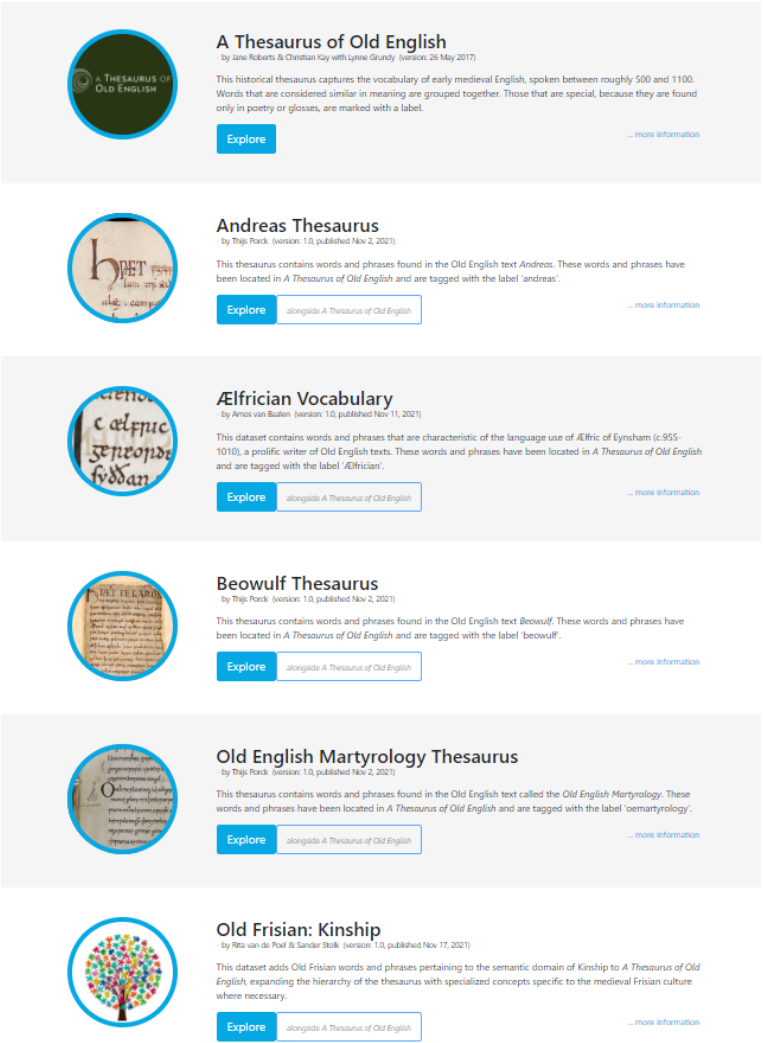 A Thesaurus of Old English
· by Jane Roberts & Christian Kay with Lynne Grundy (version: 26 May 2017)
A THESAURUS OF
OLD ENGLISH
This historical thesaurus captures the vocabulary of early medieval English, spoken between roughly 500 and 1100.
Words that are considered similar in meaning are grouped together. Those that are special, because they are found
only in poetry or glosses, are marked with a label.
Explore
... more information
Andreas Thesaurus
· by Thijs Porck (version: 1.0, published Nov 2, 2021)
This thesaurus contains words and phrases found in the Old English text Andreas. These words and phrases have
been located in A Thesaurus of Old English and are tagged with the label 'andreas'.
Explore
alongside A Thesaurus of Old English
... more information
Ælfrician Vocabulary
· by Amos van Baalen (version: 1.0, published Nov 11, 2021)
This dataset contains words and phrases that are characteristic of the language use of Ælfric of Eynsham (c.955-
1010), a prolific writer of Old English texts. These words and phrases have been located in A Thesaurus of Old English
and are tagged with the label 'Ælfrician'.
Explore
alongside A Thesaurus of Old English
... more information
Beowulf Thesaurus
· by Thijs Porck (version: 1.0, published Nov 2, 2021)
This thesaurus contains words and phrases found in the Old English text Beowulf. These words and phrases have
been located in A Thesaurus of Old English and are tagged with the label 'beowulf'.
Explore
alongside A Thesaurus of Old English
... more information
Old English Martyrology Thesaurus
· by Thijs Porck (version: 1.0, published Nov 2, 2021)
This thesaurus contains words and phrases found in the Old English text called the Old English Martyrology. These
words and phrases have been located in A Thesaurus of Old English and are tagged with the label 'oemartyrology'.
Explore
alongside A Thesaurus of Old English
... more information
Old Frisian: Kinship
· by Rita van de Poel & Sander Stolk (version: 1.0, published Nov 17, 2021)
This dataset adds Old Frisian words and phrases pertaining to the semantic domain of Kinship to A Thesaurus of Old
English, expanding the hierarchy of the thesaurus with specialized concepts specific to the medieval Frisian culture
where necessary.
Explore
alongside A Thesaurus of Old English
... more information